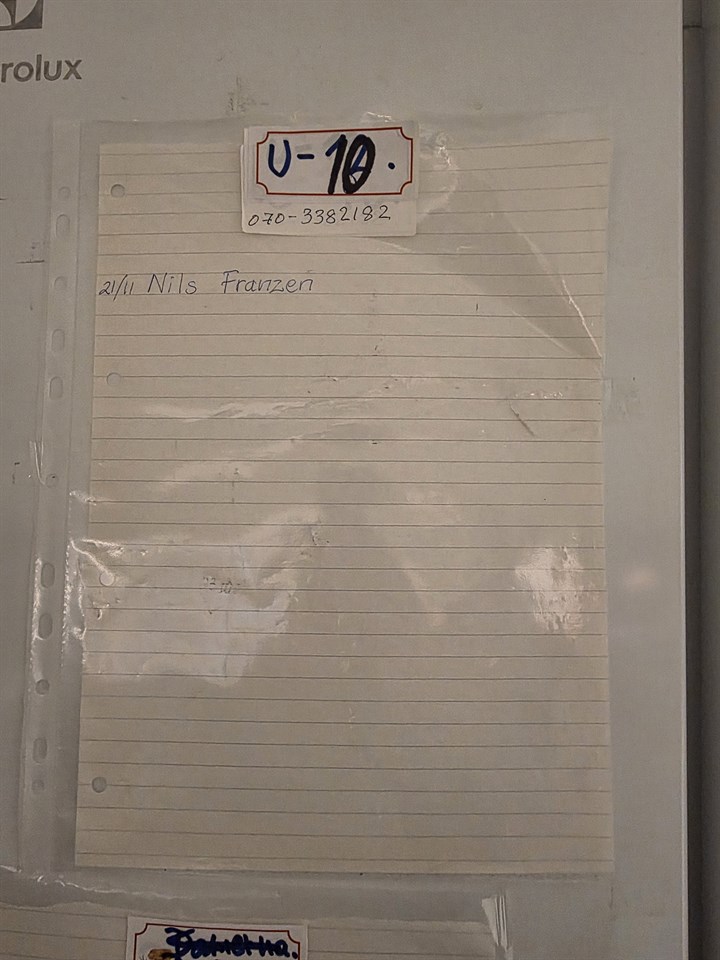 rolux
U-10.
070-3382182
21/11 Nils Franzen